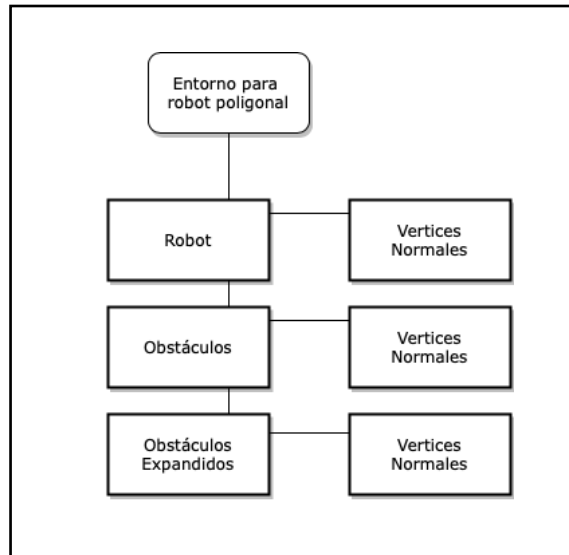 Entorno para
robot poligonal
Robot
Vertices
Normales
Obstáculos
Vertices
Normales
Obstáculos
Expandidos
Vertices
Normales